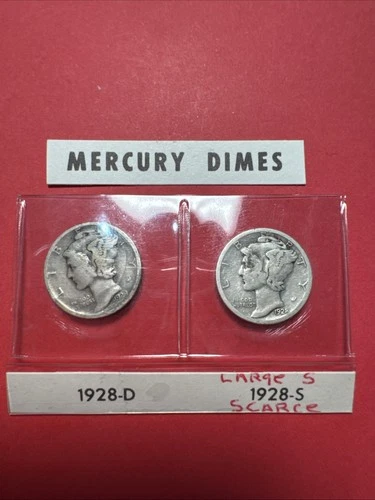 MERCURY DIMES
LARge S
1928-D 1928-S
SCARCe